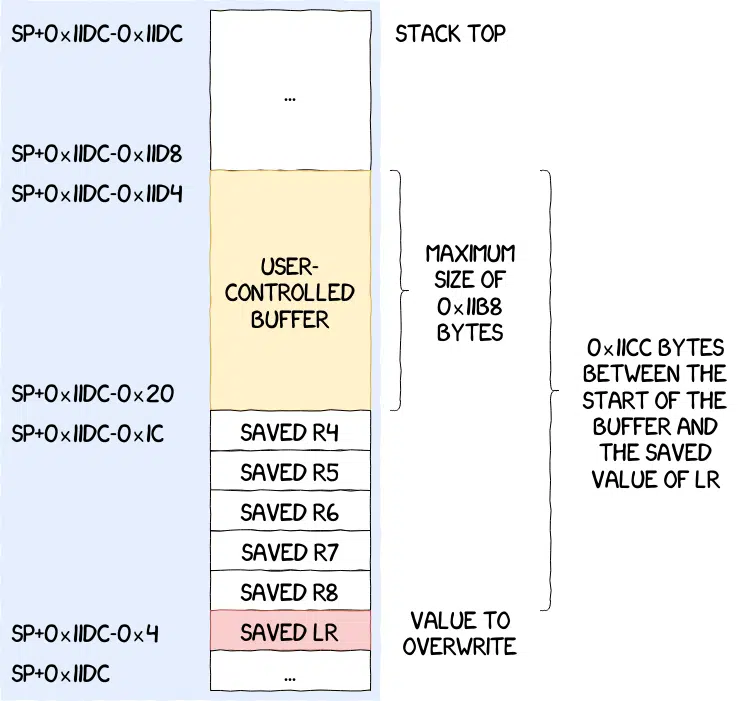 SP+0x11DC-0x11DC
STACK TOP
...
SP+0x11DC-0x11D8
SP+0x11DC-0x11D4
USER-
CONTROLLED
BUFFER
MAXIMUM
SIZE OF
0x11B8
BYTES
0x11CC BYTES
BETWEEN THE
START OF THE
BUFFER AND
THE SAVED
VALUE OF LR
SP+0x11DC-0x20
SP+0x11DC-0x1C
SAVED R4
SAVED R5
SAVED R6
SAVED R7
SAVED R8
SP+0x11DC-0x4
SAVED LR
VALUE TO
OVERWRITE
SP+0x11DC
...